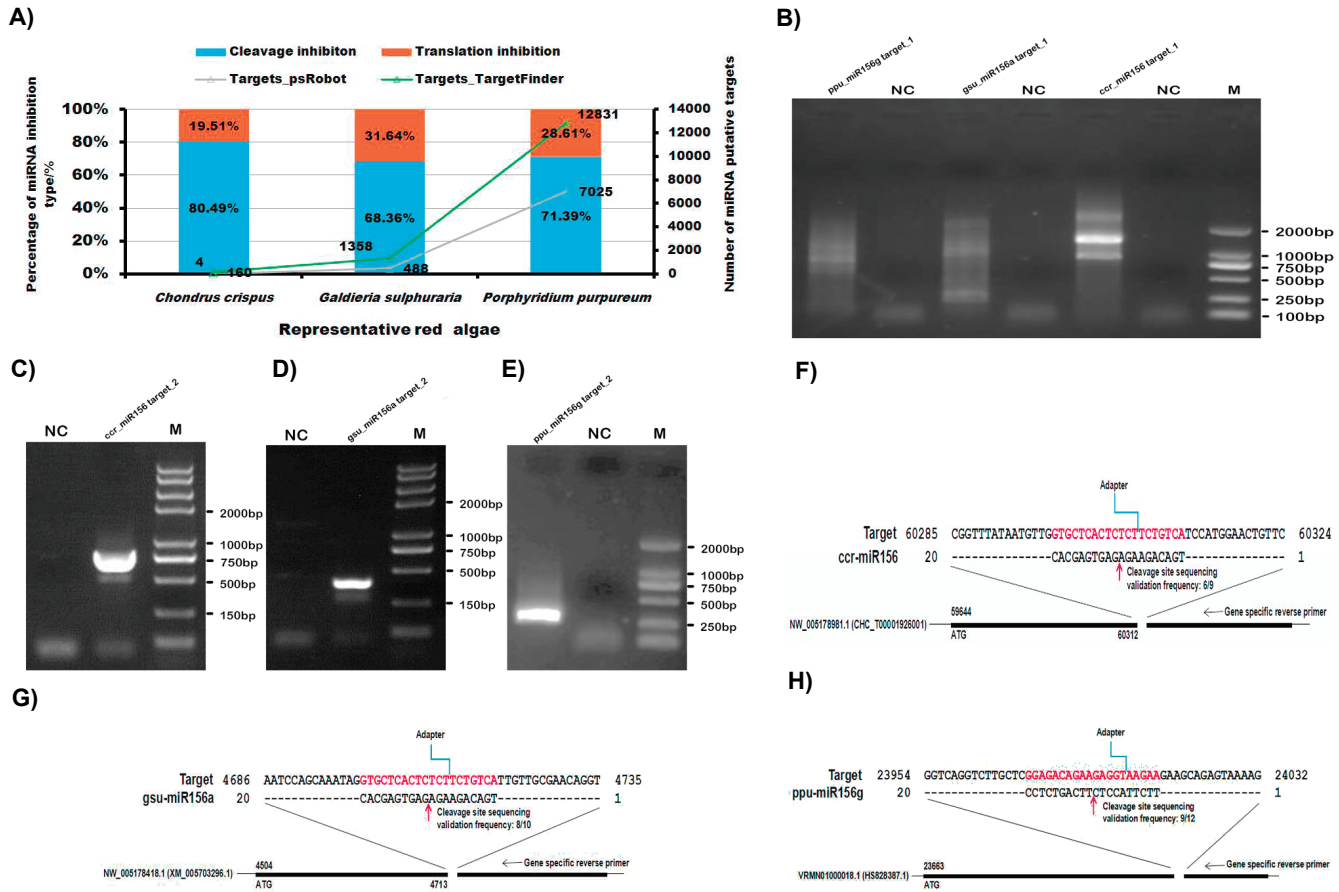 A)
Cleavage inhibiton
Translation inhibition
Targets_psRobot
Targets_TargetFinder
Percentage of miRNA inhibition type/%
100%
80%
60%
40%
20%
0%
19.51%
80.49%
4
160
31.64%
68.36%
1358
488
12831
28.61%
7025
71.39%
14000
12000
10000
8000
6000
4000
2000
0
Number of miRNA putative targets
Chondrus crispus
Galdieria sulphuraria
Porphyridium purpureum
Representative red algae
B)
ppu_miR156g target_1
NC
gsu_miR156a target_1
NC
ccr_miR156 target_1
NC
M
2000bp
1000bp
750bp
500bp
250bp
100bp
C)
NC
ccr_miR156 target_2
M
2000bp
1000bp
750bp
500bp
150bp
D)
NC
gsu_miR156a target_2
M
2000bp
1000bp
750bp
500bp
150bp
E)
ppu_miR156g target_2
NC
M
2000bp
1000bp
750bp
500bp
250bp
F)
Adapter
Target 60285 CGGTTTATAATGTTGGTGCTCACTCTCTTCTGTCATCCATGGAACTGTTC 60324
ccr-miR156 20 ---------------CACGAGTGAGAGAAGACAGT--------------- 1
Cleavage site sequencing
validation frequency: 6/9
59644
Gene specific reverse primer
NW_005178981.1 (CHC_T00001926001)
ATG
60312
G)
Adapter
Target 4686 AATCCAGCAAATAGGTGCTCACTCTCTTCTGTCATTGTTGCGAACAGGT 4735
gsu-miR156a 20 --------------CACGAGTGAGAGAAGACAGT--------------- 1
Cleavage site sequencing
validation frequency: 8/10
4504
Gene specific reverse primer
NW_005178418.1 (XM_005703296.1)
ATG
4713
H)
Adapter
Target 23954 GGTCAGGTCTTGCTCGGAGACAGAAGAGGTAAGAAGAAGCAGAGTAAAAG 24032
ppu-miR156g 20 ---------------CCTCTGACTTCTCCATTCTT--------------- 1
Cleavage site sequencing
validation frequency: 9/12
23663
Gene specific reverse primer
VRMN01000018.1 (HS828387.1)
ATG